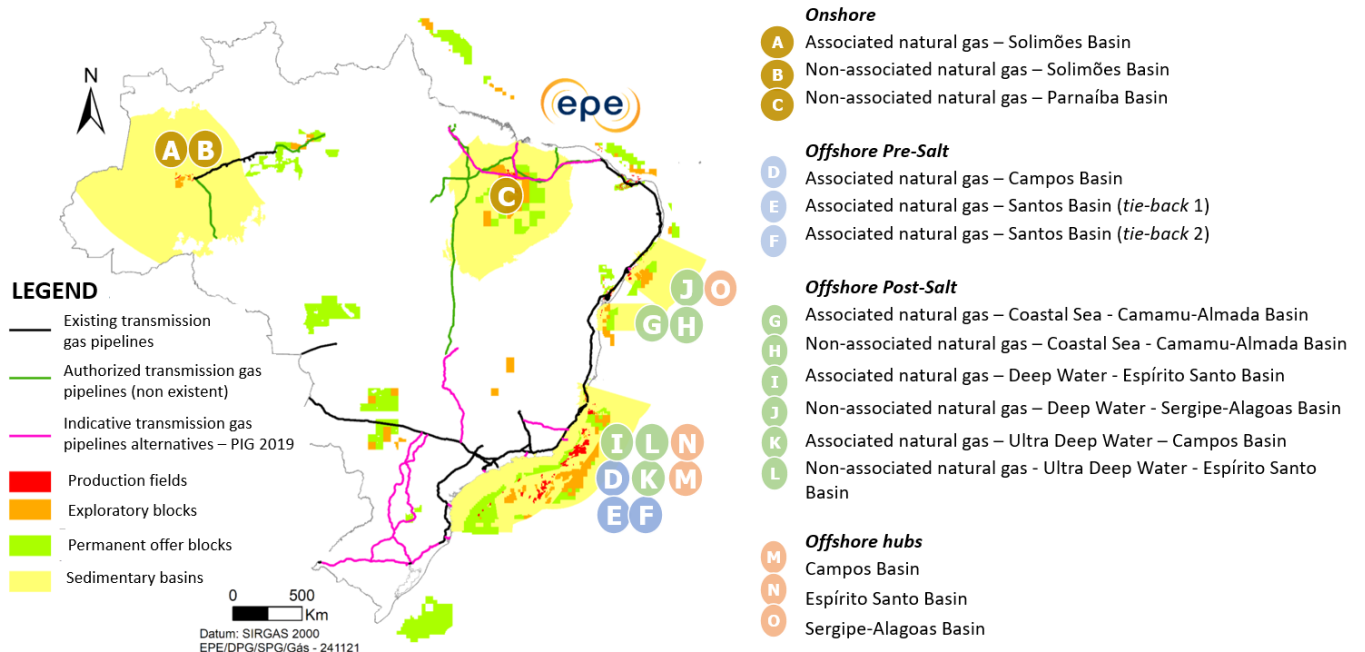 N
epe
A
B
C
J
O
G
H
I
L
N
D
K
M
E
F
LEGEND
Existing transmission
gas pipelines
Authorized transmission gas
pipelines (non existent)
Indicative transmission gas
pipelines alternatives – PIG 2019
Production fields
Exploratory blocks
Permanent offer blocks
Sedimentary basins
0 500
Km
Datum: SIRGAS 2000
EPE/DPG/SPG/Gás - 241121
Onshore
A Associated natural gas – Solimões Basin
B Non-associated natural gas – Solimões Basin
C Non-associated natural gas – Parnaíba Basin
Offshore Pre-Salt
D Associated natural gas – Campos Basin
E Associated natural gas – Santos Basin (tie-back 1)
F Associated natural gas – Santos Basin (tie-back 2)
Offshore Post-Salt
G Associated natural gas – Coastal Sea - Camamu-Almada Basin
H Non-associated natural gas – Coastal Sea - Camamu-Almada Basin
I Associated natural gas – Deep Water - Espírito Santo Basin
J Non-associated natural gas – Deep Water - Sergipe-Alagoas Basin
K Associated natural gas – Ultra Deep Water – Campos Basin
L Non-associated natural gas - Ultra Deep Water - Espírito Santo
Basin
Offshore hubs
M Campos Basin
N Espírito Santo Basin
O Sergipe-Alagoas Basin